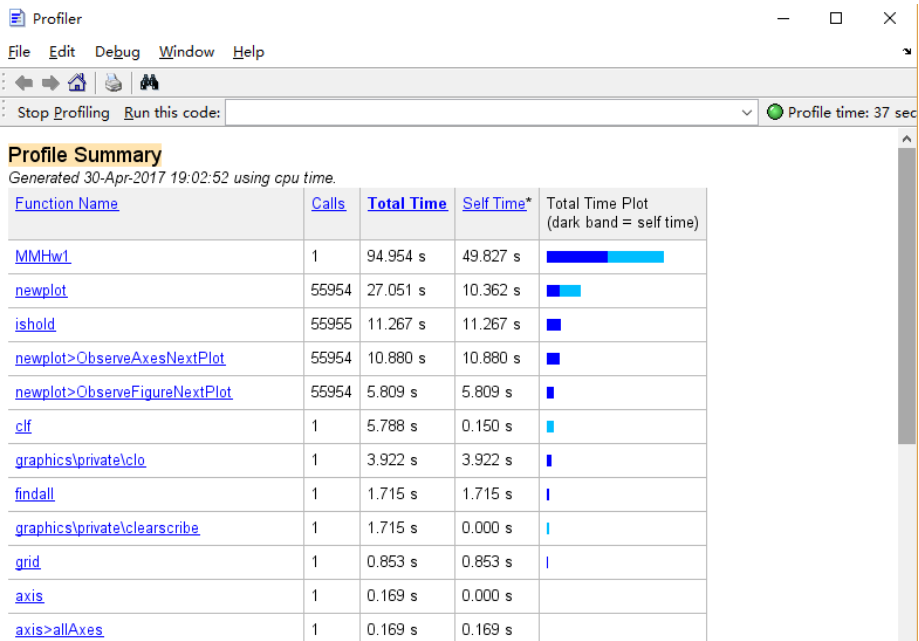 Profiler
File Edit Debug Window Help
Stop Profiling Run this code: Profile time: 37 sec
Profile Summary
Generated 30-Apr-2017 19:02:52 using cpu time.
Function Name Calls Total Time Self Time* Total Time Plot
(dark band = self time)
MMHw1 1 94.954 s 49.827 s
newplot 55954 27.051 s 10.362 s
ishold 55955 11.267 s 11.267 s
newplot>ObserveAxesNextPlot 55954 10.880 s 10.880 s
newplot>ObserveFigureNextPlot 55954 5.809 s 5.809 s
clf 1 5.788 s 0.150 s
graphics\private\clo 1 3.922 s 3.922 s
findall 1 1.715 s 1.715 s
graphics\private\clearscribe 1 1.715 s 0.000 s
grid 1 0.853 s 0.853 s
axis 1 0.169 s 0.000 s
axis>allAxes 1 0.169 s 0.169 s